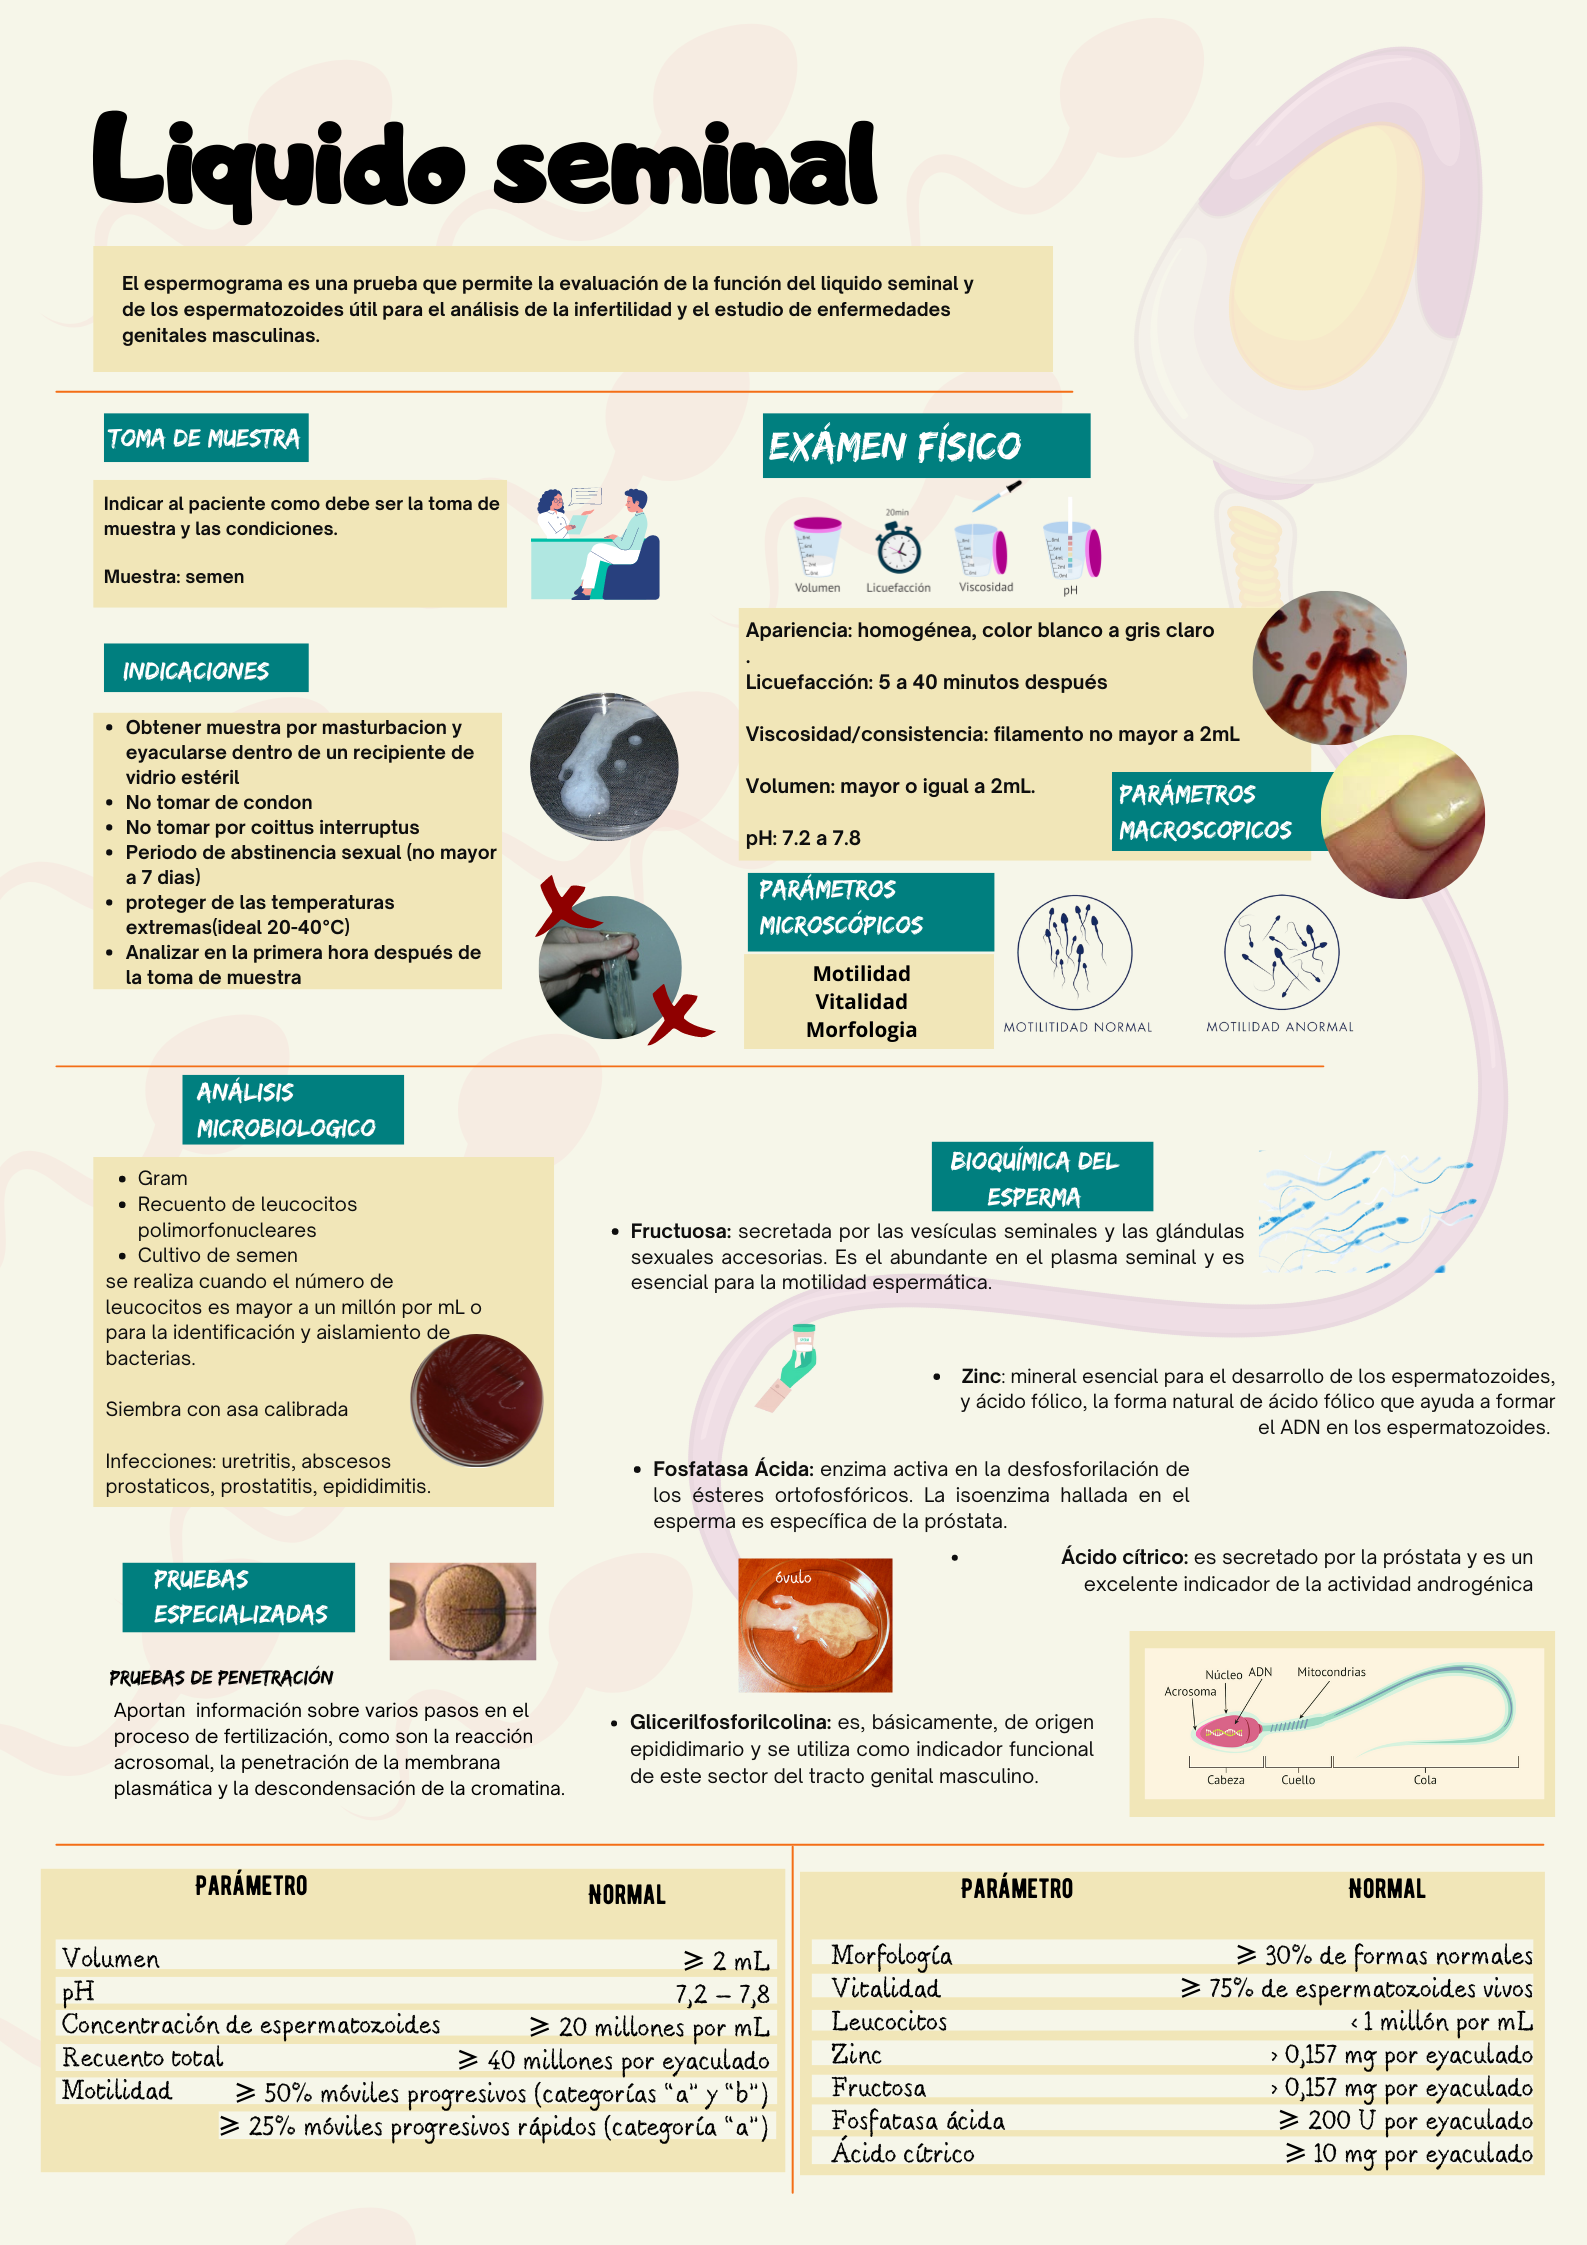 Liquido seminal
El espermograma es una prueba que permite la evaluación de la función del liquido seminal y
de los espermatozoides útil para el análisis de la infertilidad y el estudio de enfermedades
genitales masculinas.
TOMA DE MUESTRA
Indicar al paciente como debe ser la toma de
muestra y las condiciones.
Muestra: semen
INDICACIONES
• Obtener muestra por masturbacion y
eyacularse dentro de un recipiente de
vidrio estéril
• No tomar de condon
• No tomar por coittus interruptus
• Periodo de abstinencia sexual (no mayor
a 7 dias)
• proteger de las temperaturas
extremas(ideal 20-40°C)
• Analizar en la primera hora después de
la toma de muestra
EXÁMEN FÍSICO
20min
Volumen
Licuefacción
Viscosidad
pH
Apariencia: homogénea, color blanco a gris claro
.
Licuefacción: 5 a 40 minutos después
Viscosidad/consistencia: filamento no mayor a 2mL
Volumen: mayor o igual a 2mL.
pH: 7.2 a 7.8
PARÁMETROS
MACROSCOPICOS
PARÁMETROS
MICROSCÓPICOS
Motilidad
Vitalidad
Morfologia
MOTILITIDAD NORMAL
MOTILIDAD ANORMAL
ANÁLISIS
MICROBIOLOGICO
• Gram
• Recuento de leucocitos
polimorfonucleares
• Cultivo de semen
se realiza cuando el número de
leucocitos es mayor a un millón por mL o
para la identificación y aislamiento de
bacterias.
Siembra con asa calibrada
Infecciones: uretritis, abscesos
prostaticos, prostatitis, epididimitis.
PRUEBAS
ESPECIALIZADAS
PRUEBAS DE PENETRACIÓN
Aportan  información sobre varios pasos en el
proceso de fertilización, como son la reacción
acrosomal, la penetración de la membrana
plasmática y la descondensación de la cromatina.
BIOQUÍMICA DEL
ESPERMA
• Fructuosa: secretada por las vesículas seminales y las glándulas
sexuales accesorias. Es el abundante en el plasma seminal y es
esencial para la motilidad espermática.
• Zinc: mineral esencial para el desarrollo de los espermatozoides,
y ácido fólico, la forma natural de ácido fólico que ayuda a formar
el ADN en los espermatozoides.
• Fosfatasa Ácida: enzima activa en la desfosforilación de
los ésteres ortofosfóricos. La isoenzima hallada en el
esperma es específica de la próstata.
• Ácido cítrico: es secretado por la próstata y es un
excelente indicador de la actividad androgénica
óvulo
• Glicerilfosforilcolina: es, básicamente, de origen
epididimario y se utiliza como indicador funcional
de este sector del tracto genital masculino.
Acrosoma
Núcleo
ADN
Mitocondrias
Cabeza
Cuello
Cola
PARÁMETRO
NORMAL
Volumen ⩾ 2 mL
pH 7,2 – 7,8
Concentración de espermatozoides ⩾ 20 millones por mL
Recuento total ⩾ 40 millones por eyaculado
Motilidad ⩾ 50% móviles progresivos (categorías "a" y "b")
⩾ 25% móviles progresivos rápidos (categoría "a")
PARÁMETRO
NORMAL
Morfología ⩾ 30% de formas normales
Vitalidad ⩾ 75% de espermatozoides vivos
Leucocitos < 1 millón por mL
Zinc > 0,157 mg por eyaculado
Fructosa > 0,157 mg por eyaculado
Fosfatasa ácida ⩾ 200 U por eyaculado
Ácido cítrico ⩾ 10 mg por eyaculado